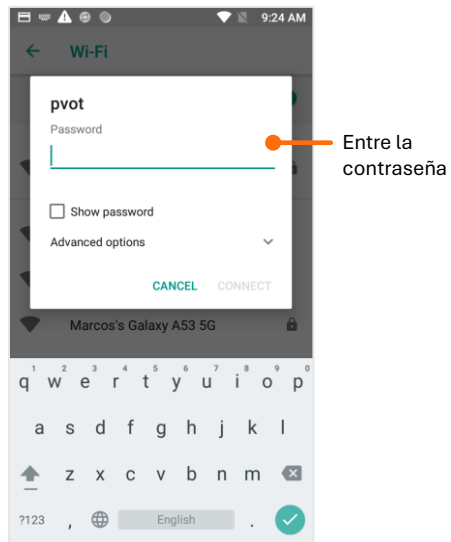 9:24 AM
Wi-Fi
pvot
Password
Entre la
contraseña
Show password
Advanced options
CANCEL CONNECT
Marcos's Galaxy A53 5G
1 2 3 4 5 6 7 8 9 0
q w e r t y u i o p
a s d f g h j k l
z x c v b n m
?123 , English .